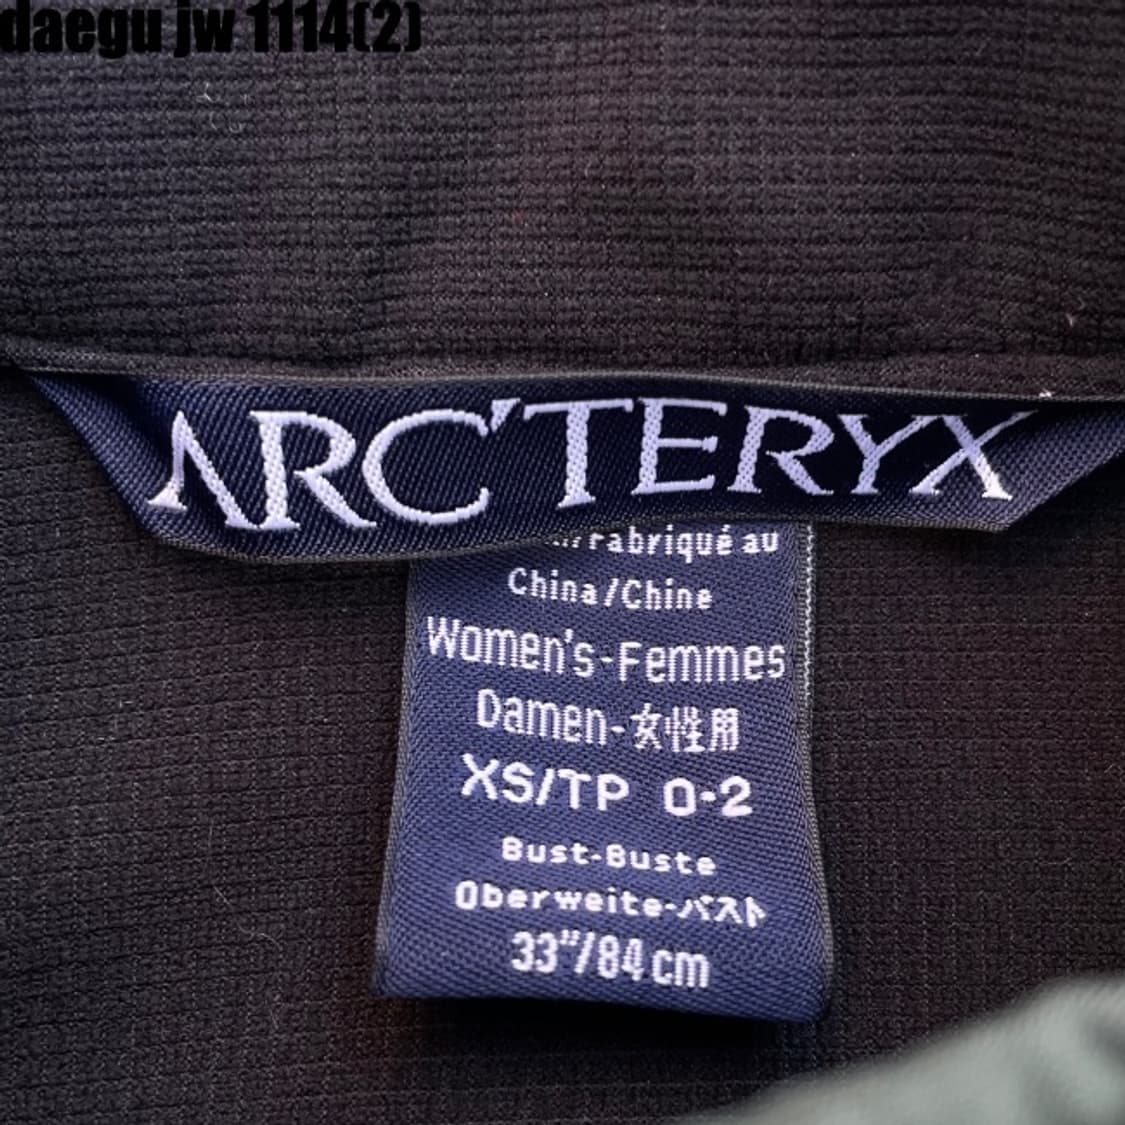 daegu jw 1114(2)
ARC'TERYX
Fabriqué au
China/Chine
Women's-Femmes
Damen-女性用
XS/TP 0-2
Bust-Buste
Oberweite-バスト
33"/84cm